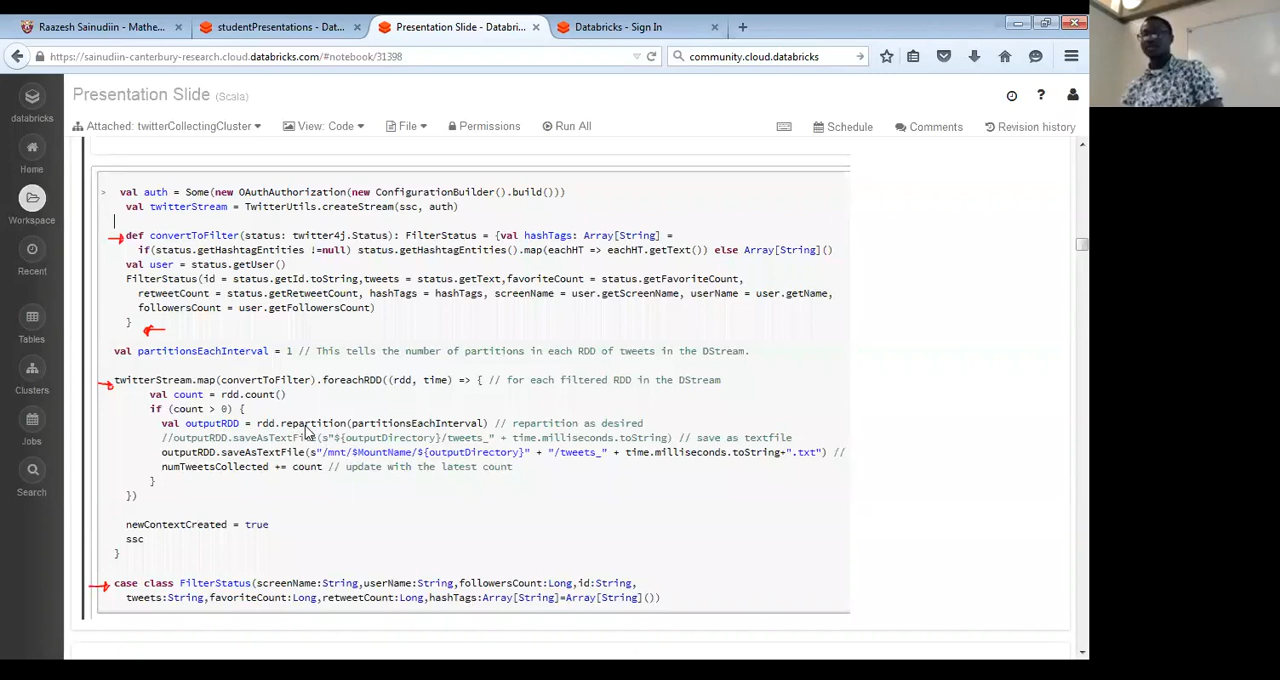 Raazesh Sainudiin - Mathe...
studentPresentations - Dat...
Presentation Slide - Databri...
Databricks - Sign In
https://sainudiin-canterbury-research.cloud.databricks.com/#notebook/31398
community.cloud.databricks
Presentation Slide (Scala)
Attached: twitterCollectingCluster
View: Code
File
Permissions
Run All
Schedule
Comments
Revision history
databricks
Home
Workspace
Recent
Tables
Clusters
Jobs
Search
> val auth = Some(new OAuthAuthorization(new ConfigurationBuilder().build()))
val twitterStream = TwitterUtils.createStream(ssc, auth)
def convertToFilter(status: twitter4j.Status): FilterStatus = {val hashTags: Array[String] =
if(status.getHashtagEntities !=null) status.getHashtagEntities().map(eachHT => eachHT.getText()) else Array[String]()
val user = status.getUser()
FilterStatus(id = status.getId.toString,tweets = status.getText,favoriteCount = status.getFavoriteCount,
retweetCount = status.getRetweetCount, hashTags = hashTags, screenName = user.getScreenName, userName = user.getName,
followersCount = user.getFollowersCount)
}
val partitionsEachInterval = 1 // This tells the number of partitions in each RDD of tweets in the DStream.
twitterStream.map(convertToFilter).foreachRDD((rdd, time) => { // for each filtered RDD in the DStream
val count = rdd.count()
if (count > 0) {
val outputRDD = rdd.repartition(partitionsEachInterval) // repartition as desired
//outputRDD.saveAsTextFile(s"${outputDirectory}/tweets_" + time.milliseconds.toString) // save as textfile
outputRDD.saveAsTextFile(s"/mnt/$MountName/${outputDirectory}" + "/tweets_" + time.milliseconds.toString+".txt") //
numTweetsCollected += count // update with the latest count
}
})
newContextCreated = true
ssc
}
case class FilterStatus(screenName:String,userName:String,followersCount:Long,id:String,
tweets:String,favoriteCount:Long,retweetCount:Long,hashTags:Array[String]=Array[String]())